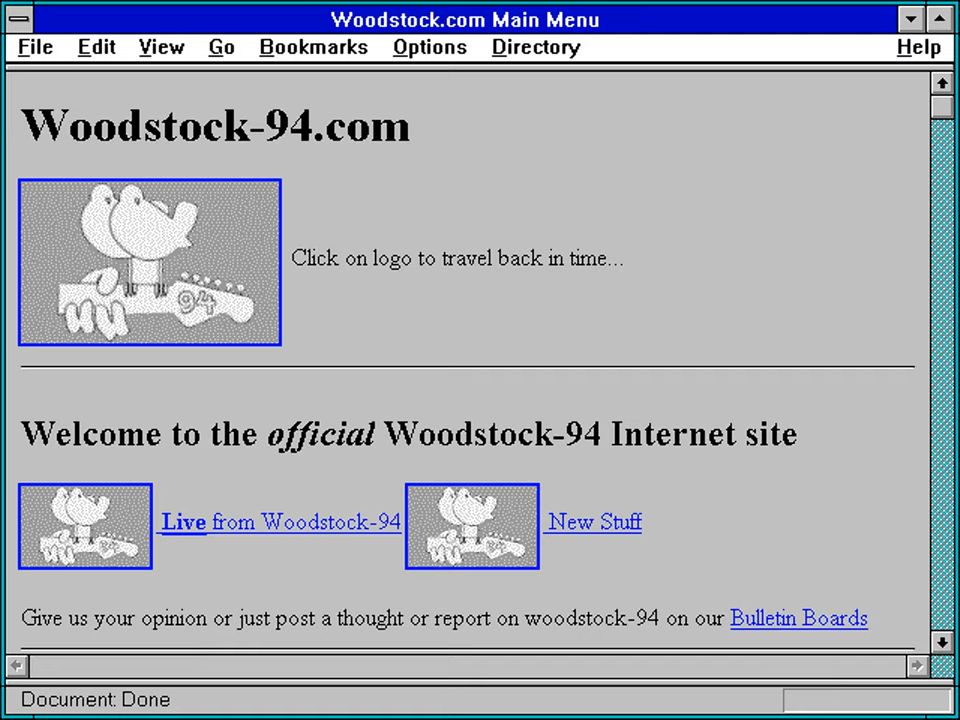 Woodstock.com Main Menu
File Edit View Go Bookmarks Options Directory Help
Woodstock-94.com
94
Click on logo to travel back in time...
Welcome to the official Woodstock-94 Internet site
Live from Woodstock-94 New Stuff
Give us your opinion or just post a thought or report on woodstock-94 on our Bulletin Boards
Document: Done